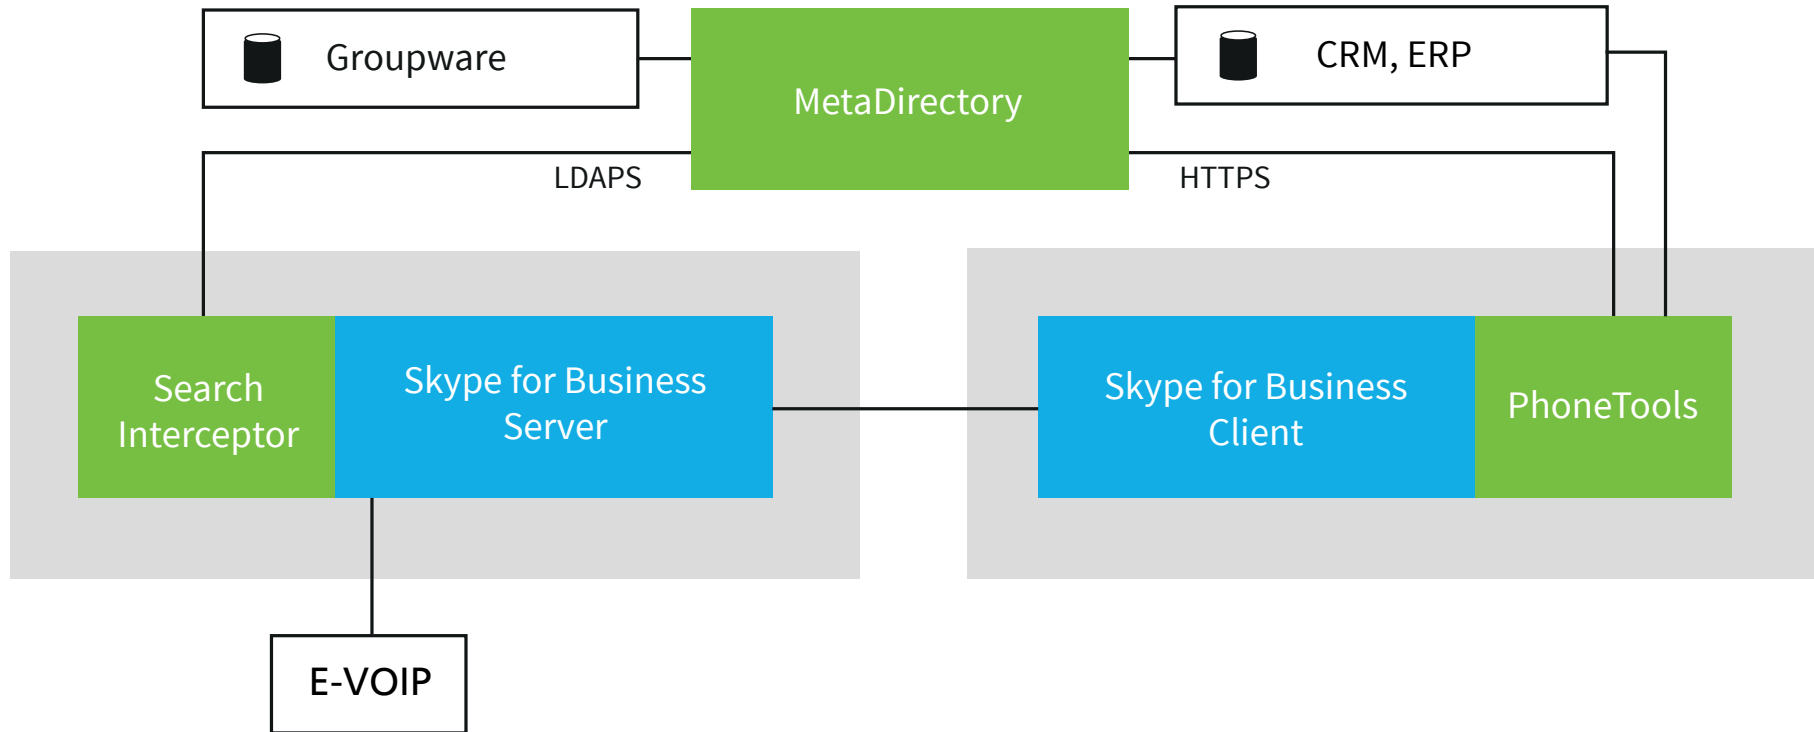 Groupware
MetaDirectory
CRM, ERP
LDAPS
HTTPS
Search
Interceptor
Skype for Business
Server
Skype for Business
Client
PhoneTools
E-VOIP